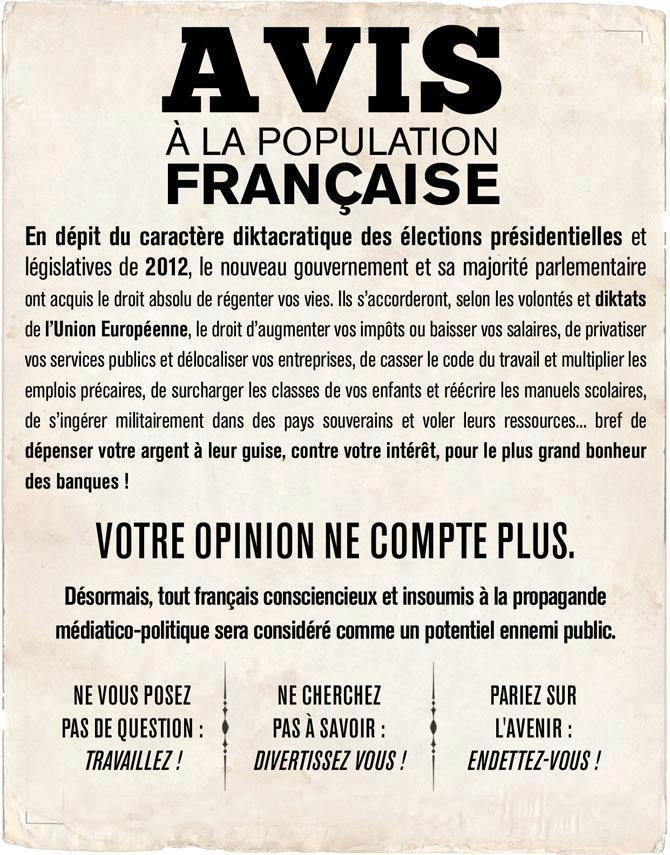 AVIS
À LA POPULATION
FRANÇAISE
En dépit du caractère diktacratique des élections présidentielles et
législatives de 2012, le nouveau gouvernement et sa majorité parlementaire
ont acquis le droit absolu de régenter vos vies. Ils s'accorderont, selon les volontés et diktats
de l'Union Européenne, le droit d'augmenter vos impôts ou baisser vos salaires, de privatiser
vos services publics et délocaliser vos entreprises, de casser le code du travail et multiplier les
emplois précaires, de surcharger les classes de vos enfants et réécrire les manuels scolaires,
de s'ingérer militairement dans des pays souverains et voler leurs ressources... bref de
dépenser votre argent à leur guise, contre votre intérêt, pour le plus grand bonheur
des banques !
VOTRE OPINION NE COMPTE PLUS.
Désormais, tout français consciencieux et insoumis à la propagande
médiatico-politique sera considéré comme un potentiel ennemi public.
NE VOUS POSEZ
PAS DE QUESTION :
TRAVAILLEZ !
NE CHERCHEZ
PAS À SAVOIR :
DIVERTISSEZ VOUS !
PARIEZ SUR
L'AVENIR :
ENDETTEZ-VOUS !